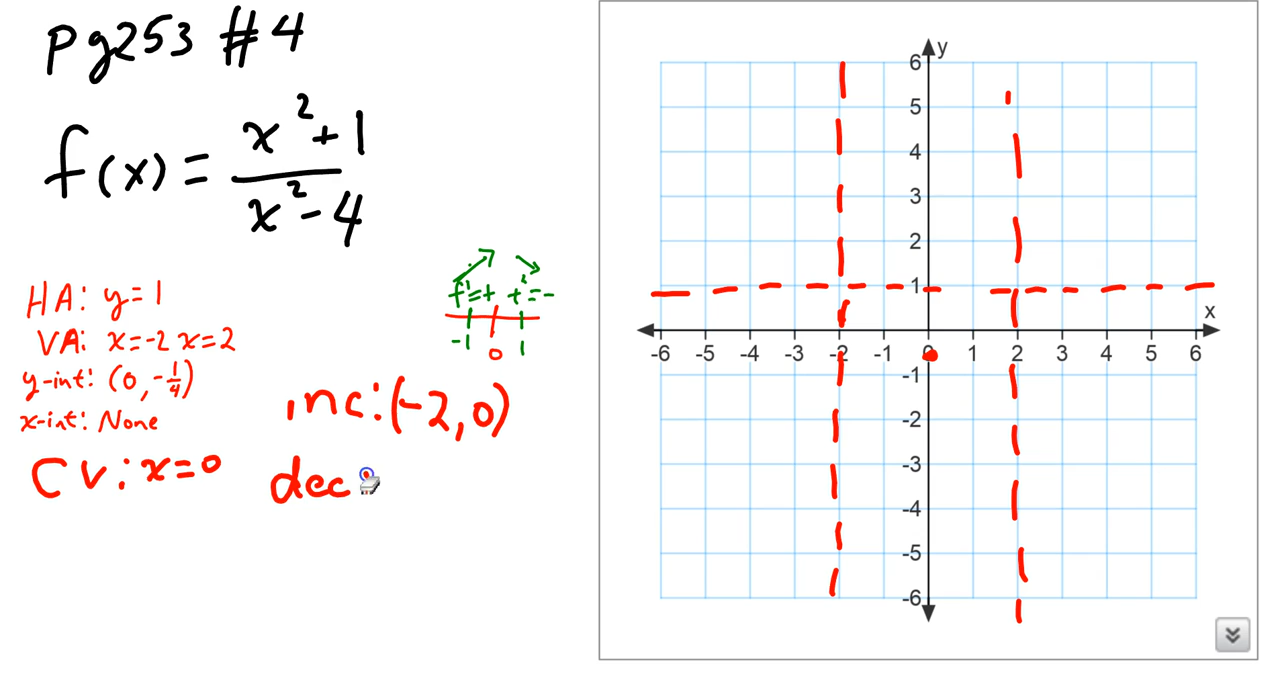 Pg253 #4
f(x) = x²+1 / x²-4
HA: y=1
VA: x=-2 x=2
y-int: (0, -1/4)
x-int: None
CV: x=0
f'=+ f'=-
-1 0 1
inc: (-2,0)
dec
y
x
6
5
4
3
2
1
-6 -5 -4 -3 -2 -1 0 1 2 3 4 5 6
-1
-2
-3
-4
-5
-6